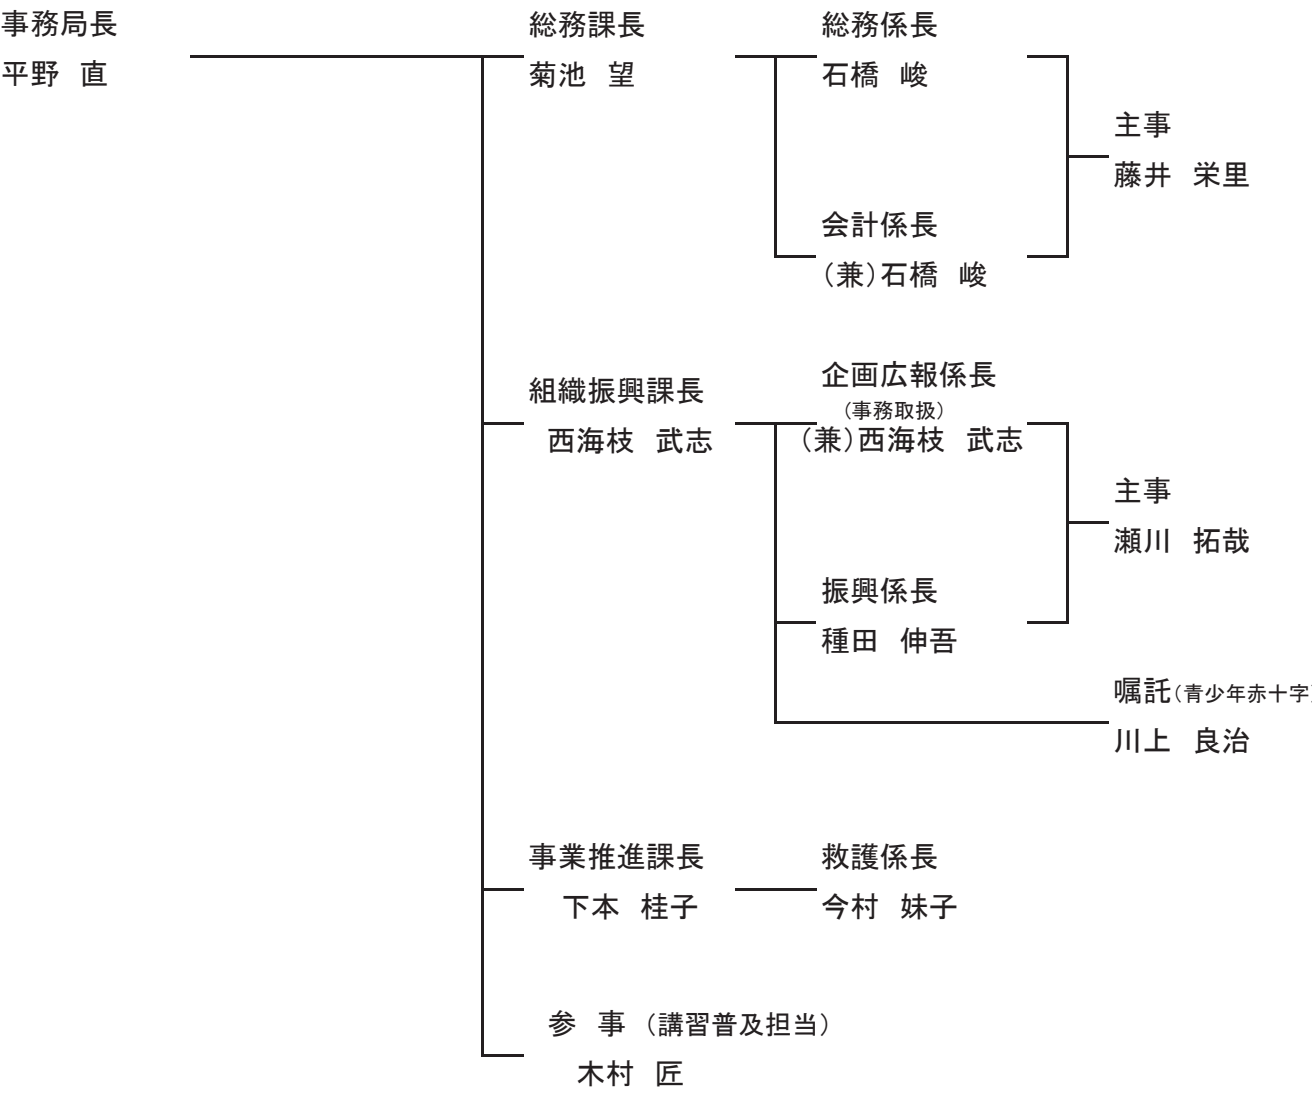 事務局長
平野 直
総務課長
菊池 望
総務係長
石橋 峻
主事
藤井 栄里
会計係長
(兼)石橋 峻
組織振興課長
西海枝 武志
企画広報係長
(事務取扱)
(兼)西海枝 武志
主事
瀬川 拓哉
振興係長
種田 伸吾
嘱託(青少年赤十字)
川上 良治
事業推進課長
下本 桂子
救護係長
今村 妹子
参 事 (講習普及担当)
木村 匠